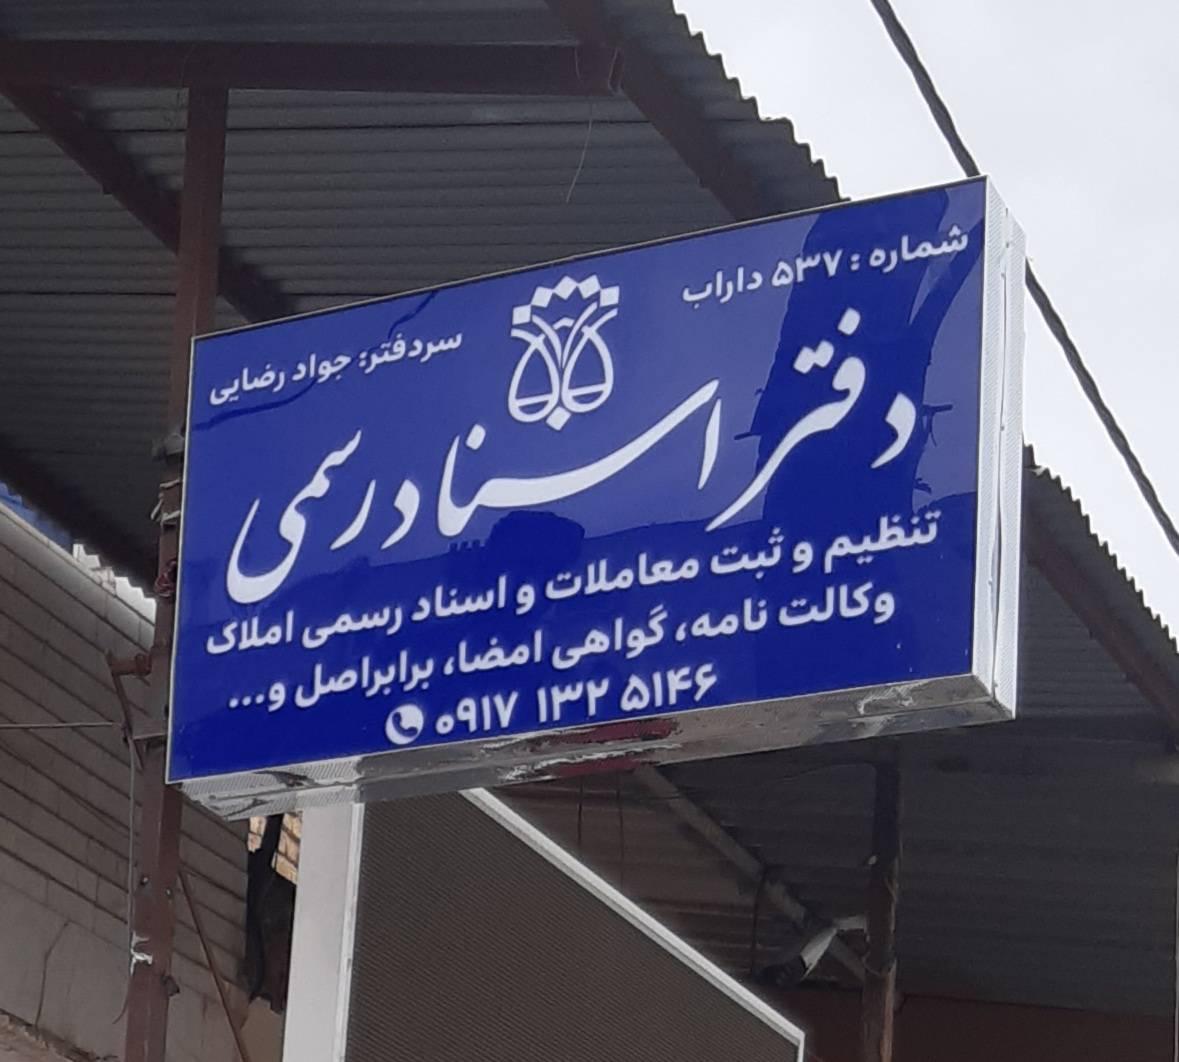 شماره : ۵۳۷ داراب
سردفتر: جواد رضایی
دفتر اسناد رسمی
تنظیم و ثبت معاملات و اسناد رسمی املاک
وکالت نامه، گواهی امضا، برابراصل و...
۰۹۱۷ ۱۳۲ ۵۱۴۶